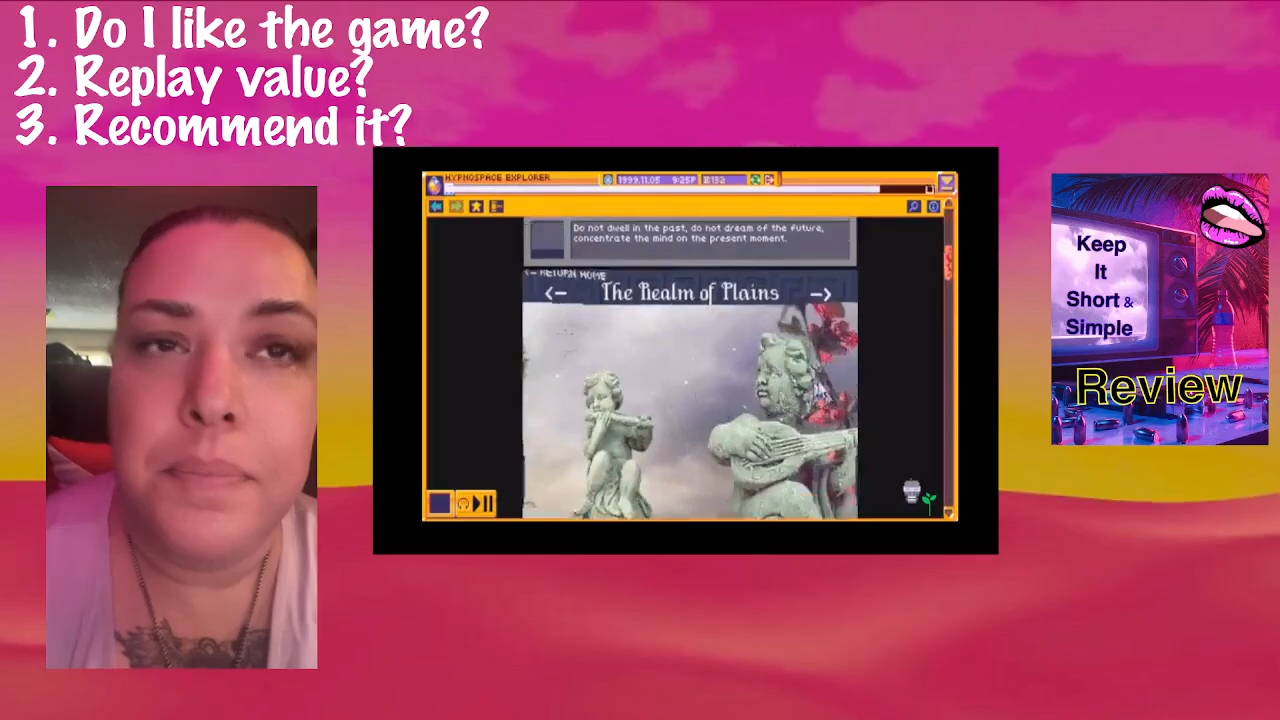 1. Do I like the game?
2. Replay value?
3. Recommend it?
HYPNOSPACE EXPLORER
1999.11.05 9:25P
Do not dwell in the past, do not dream of the future,
concentrate the mind on the present moment.
<- RETURN HOME
<- The Realm of Plains ->
Keep
It
Short &
Simple
Review